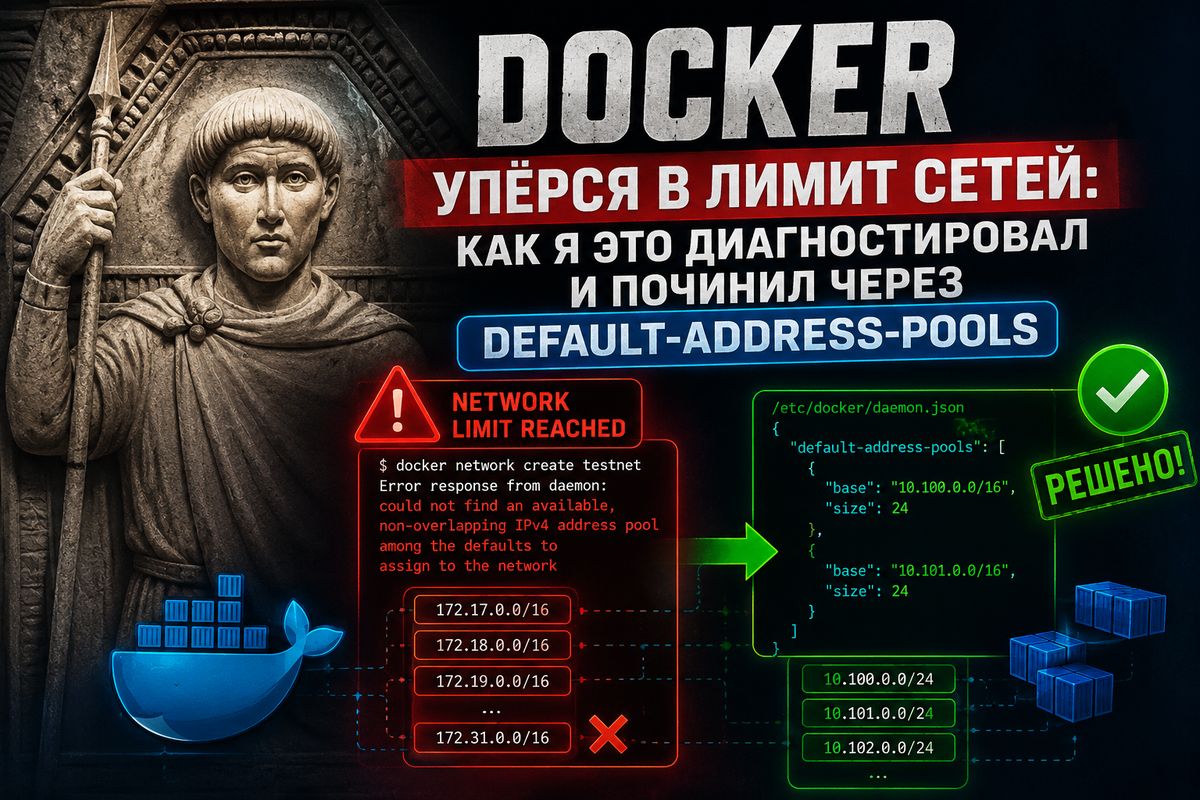 DOCKER
УПЁРСЯ В ЛИМИТ СЕТЕЙ:
КАК Я ЭТО ДИАГНОСТИРОВАЛ
И ПОЧИНИЛ ЧЕРЕЗ
DEFAULT-ADDRESS-POOLS
NETWORK
LIMIT REACHED
$ docker network create testnet
Error response from daemon:
could not find an available,
non-overlapping IPv4 address pool
among the defaults to
assign to the network
172.17.0.0/16
172.18.0.0/16
172.19.0.0/16
...
172.31.0.0/16
/etc/docker/daemon.json
{
"default-address-pools": [
{
"base": "10.100.0.0/16",
"size": 24
},
{
"base": "10.101.0.0/16",
"size": 24
}
]
}
РЕШЕНО!
10.100.0.0/24
10.101.0.0/24
10.102.0.0/24
...